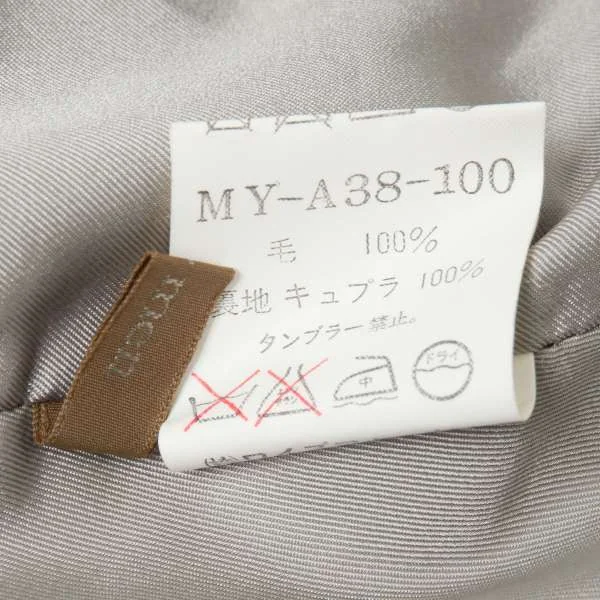 MY-A38-100
毛 100%
裏地 キュプラ 100%
タンブラー禁止。
中
ドライ